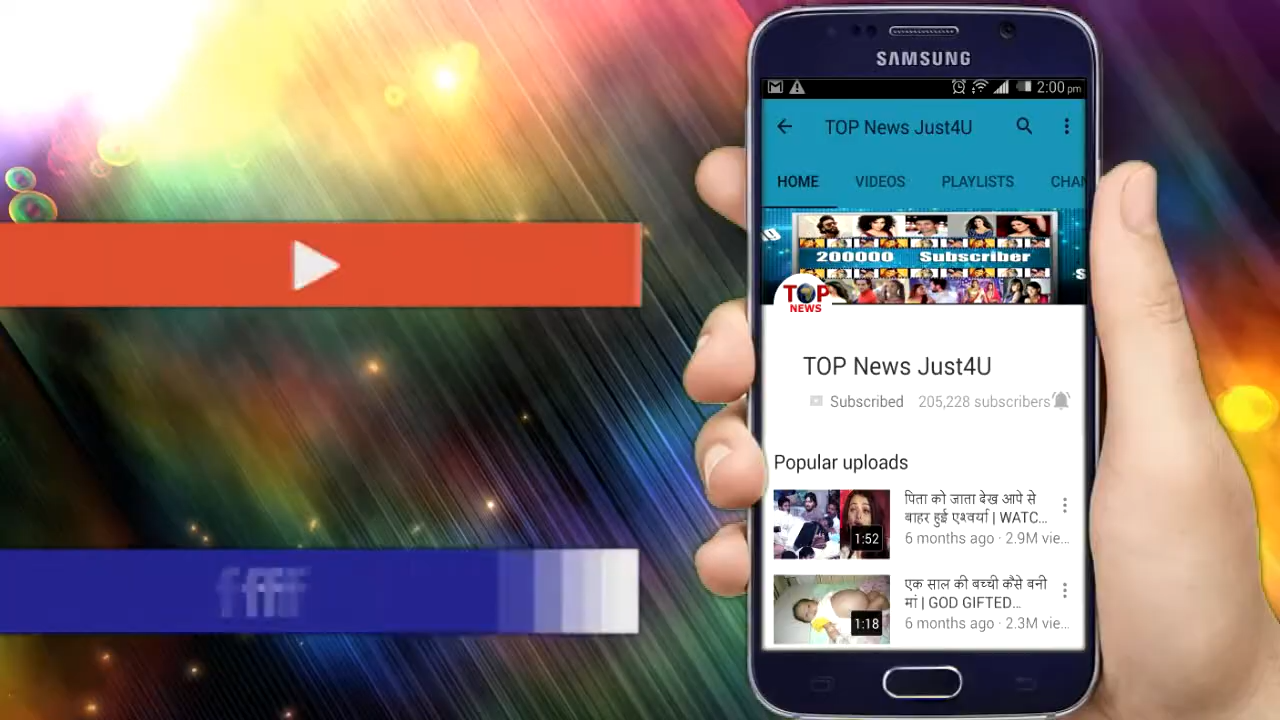 SAMSUNG
2:00 pm
TOP News Just4U
HOME VIDEOS PLAYLISTS CHAN
200000 Subscriber
TOP
NEWS
TOP News Just4U
Subscribed 205,228 subscribers
Popular uploads
पिता को जाता देख आपे से
बाहर हुई एश्वर्या | WATC...
1:52
6 months ago · 2.9M vie...
एक साल की बच्ची कैसे बनी
मां | GOD GIFTED...
1:18
6 months ago · 2.3M vie...